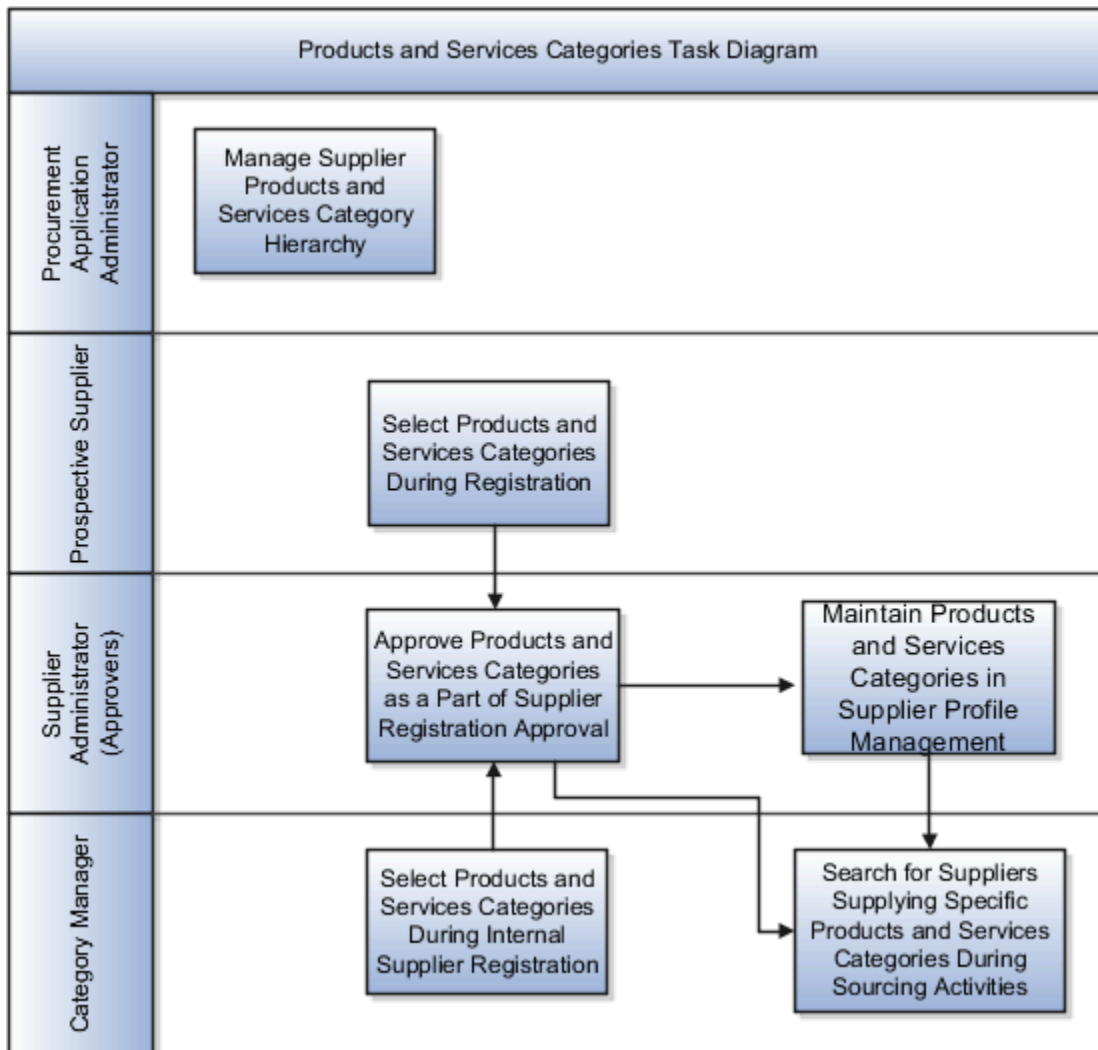 Products and Services Categories Task Diagram
Procurement
Application
Administrator
Manage Supplier
Products and
Services Category
Hierarchy
Prospective Supplier
Select Products and
Services Categories
During Registration
Supplier
Administrator
(Approvers)
Approve Products and
Services Categories
as a Part of Supplier
Registration Approval
Maintain Products
and Services
Categories in
Supplier Profile
Management
Category Manager
Select Products and
Services Categories
During Internal
Supplier Registration
Search for Suppliers
Supplying Specific
Products and Services
Categories During
Sourcing Activities